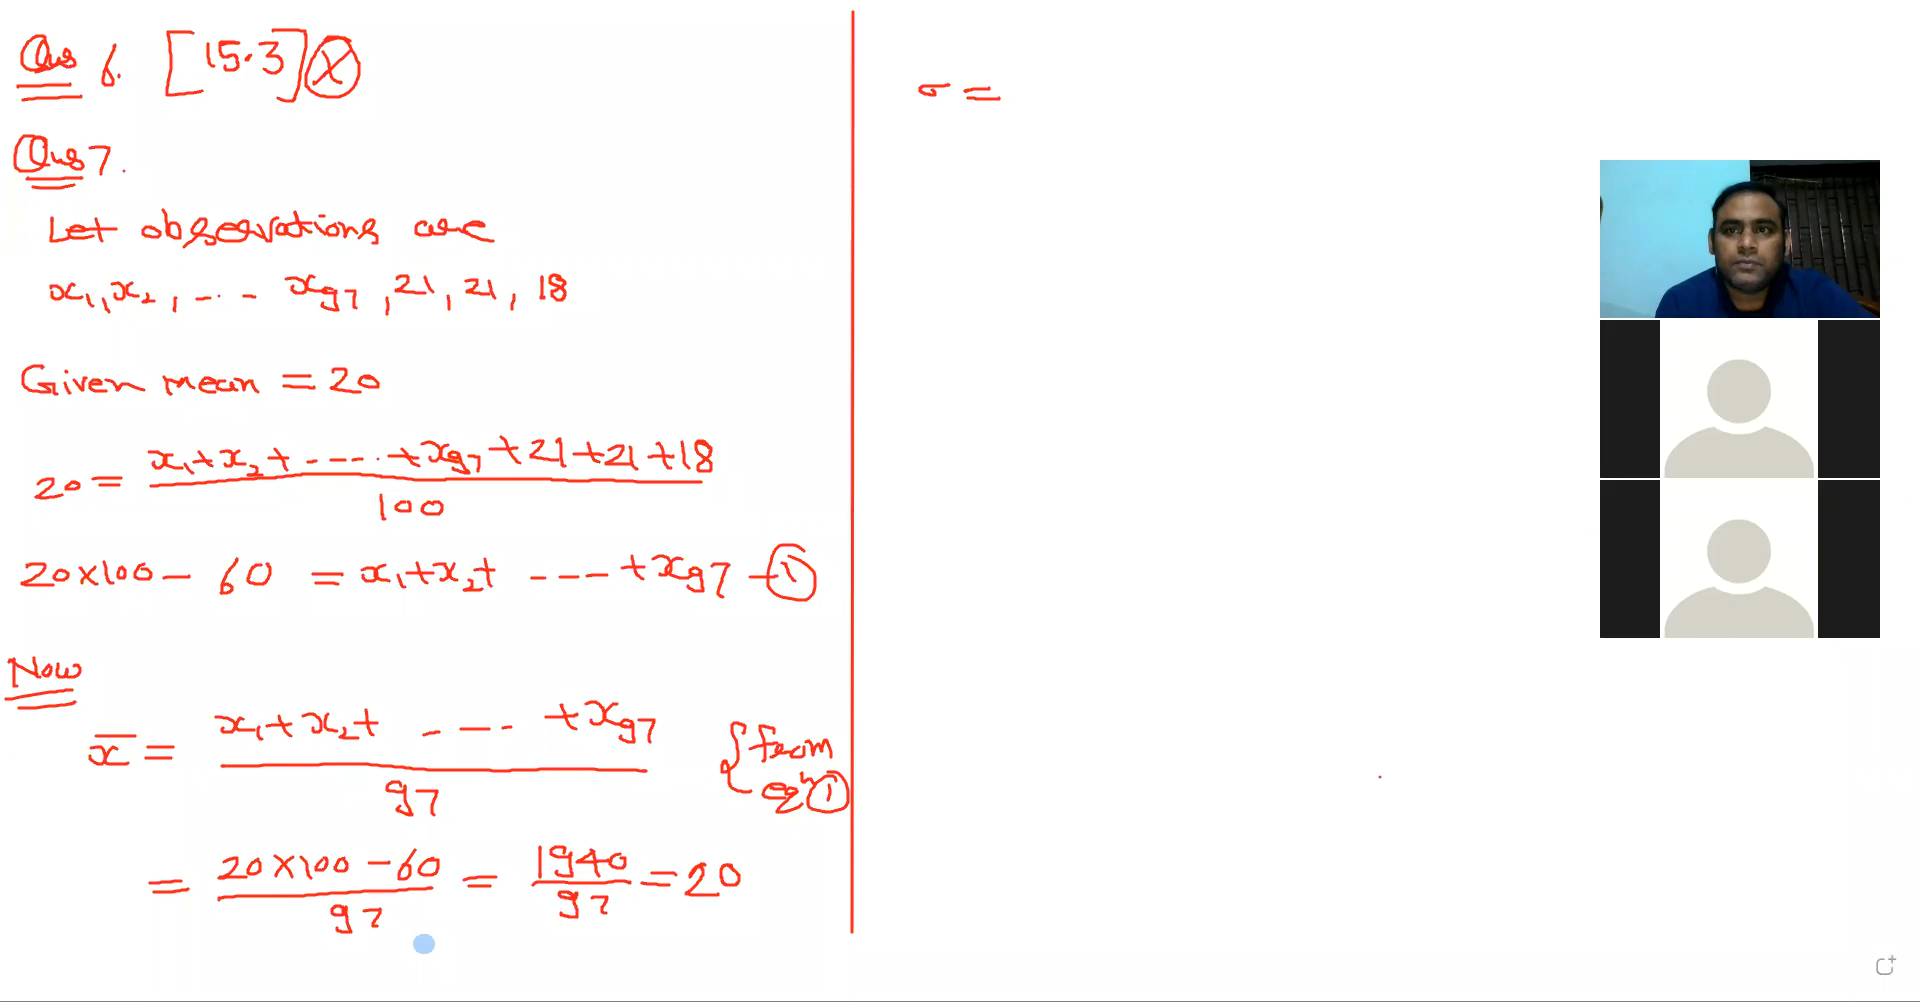 Ques 6. [15.3] X
Ques 7.
Let observations are
x₁, x₂, ---- x₉₇, 21, 21, 18
Given mean = 20
20 = x₁+x₂+ ----- +x₉₇+21+21+18 / 100
20×100 - 60 = x₁+x₂+ ---- +x₉₇ -①
Now
x̄ = x₁+x₂+ ---- +x₉₇ / 97 {from eqⁿ ①
= 20×100-60 / 97 = 1940 / 97 = 20
σ =